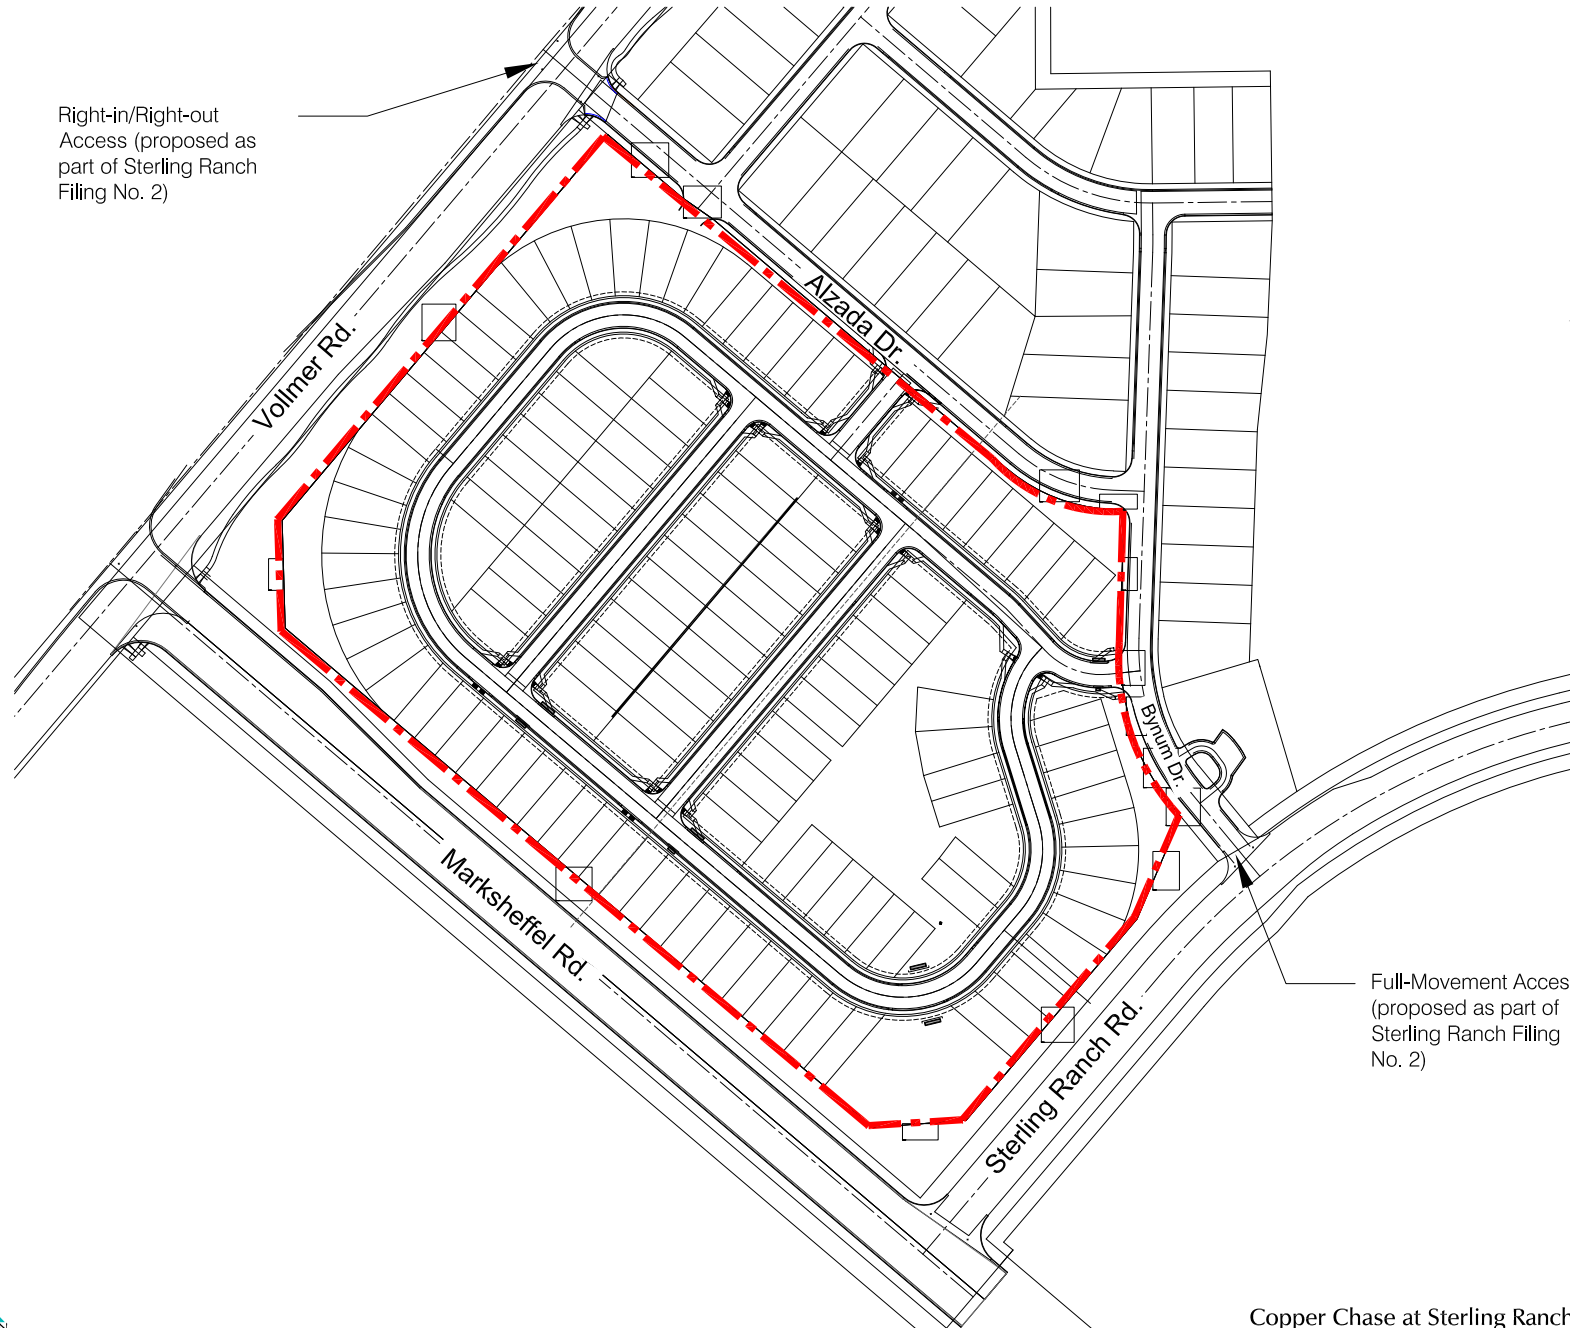 Right-in/Right-out
Access (proposed as
part of Sterling Ranch
Filing No. 2)
Alzada Dr.
Vollmer Rd.
Bynum Dr.
Marksheffel Rd.
Full-Movement Acces
(proposed as part of
Sterling Ranch Filing
No. 2)
Sterling Ranch Rd.
Copper Chase at Sterling Ranch